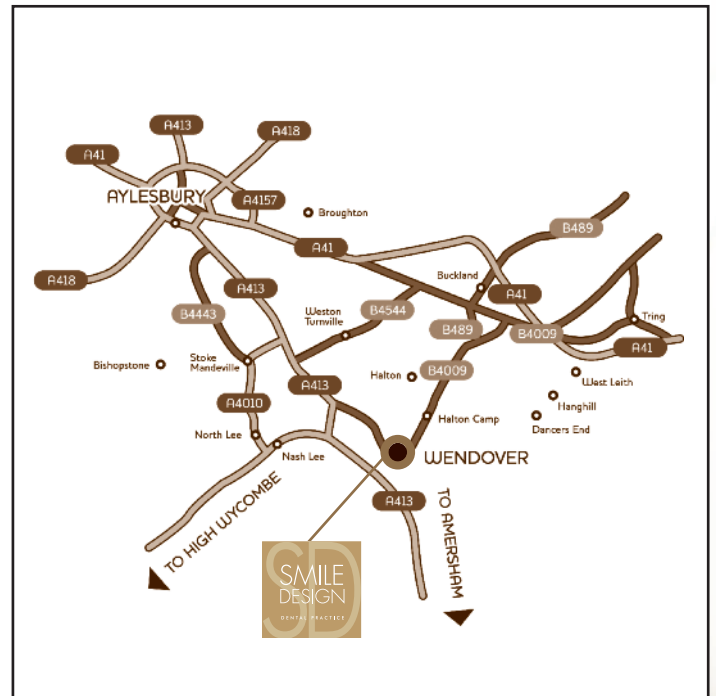 A413
A418
A41
AYLESBURY
A4157
Broughton
B489
A41
A418
A413
Buckland
A41
B4443
Weston
Turnville
B4544
B489
B4009
Tring
A41
Bishopstone
Stoke
Mandeville
A413
Halton
B4009
West Leith
A4010
Hanghill
Halton Camp
Dancers End
North Lee
Nash Lee
WENDOVER
A413
TO HIGH WYCOMBE
TO AMERSHAM
SD
SMILE
DESIGN
DENTAL PRACTICE